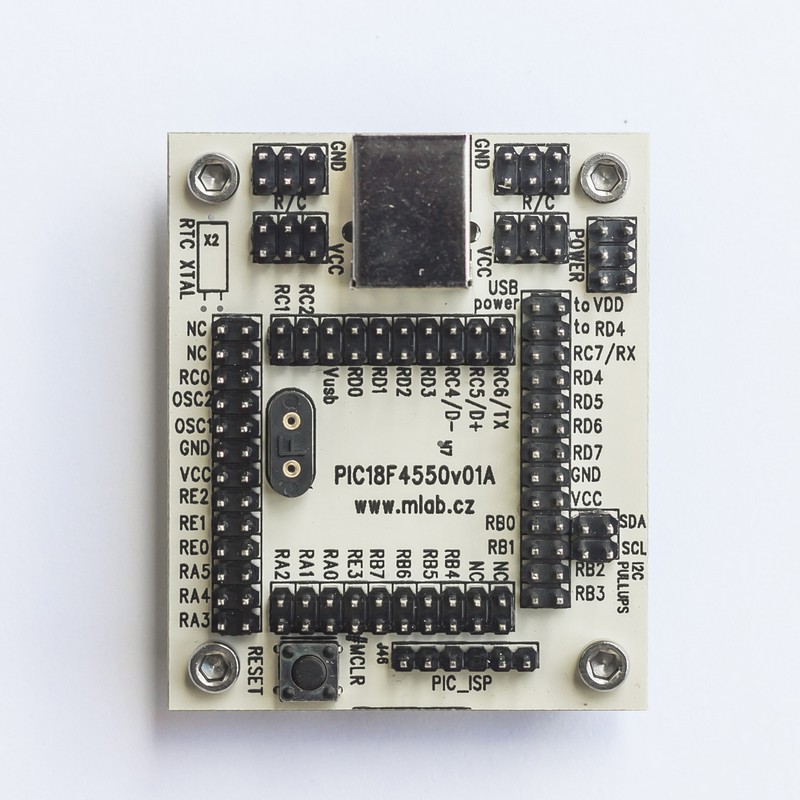 GND
GND
R/C
R/C
RTC XTAL
X2
VCC
VCC
POWER
USB
power
to VDD
to RD4
RC1
RC2
Vusb
RD0
RD1
RD2
RD3
RC4/D-
RC5/D+
RC6/TX
NC
NC
RC0
OSC2
OSC1
GND
VCC
RE2
RE1
RE0
RA5
RA4
RA3
RC7/RX
RD4
RD5
RD6
RD7
GND
VCC
PIC18F4550v01A
www.mlab.cz
RB0
RB1
RB2
RB3
SDA
SCL
I2C
PULLUPS
RA2
RA1
RA0
RE3
RB7
RB6
RB5
RB4
NC
NC
RESET
#MCLR
J46
PIC_ISP